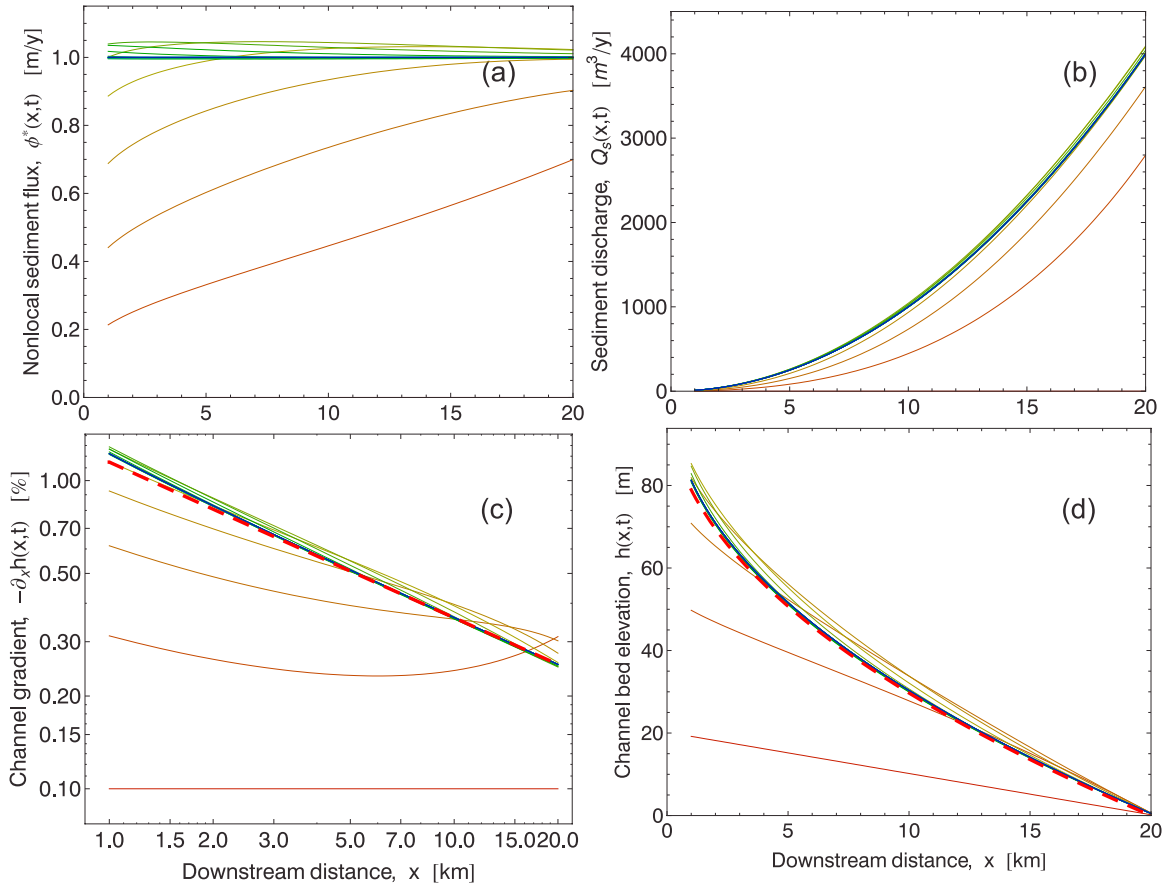 Nonlocal sediment flux, ϕ*(x,t) [m/y]
1.0
0.8
0.6
0.4
0.2
0.0
(a)
0 5 10 15 20
Sediment discharge, Qs(x,t) [m³/y]
4000
3000
2000
1000
0
(b)
0 5 10 15 20
Channel gradient, −∂xh(x,t) [%]
1.00
0.70
0.50
0.30
0.20
0.15
0.10
(c)
1.0 1.5 2.0 3.0 5.0 7.0 10.0 15.0 20.0
Downstream distance, x [km]
Channel bed elevation, h(x,t) [m]
80
60
40
20
0
(d)
0 5 10 15 20
Downstream distance, x [km]